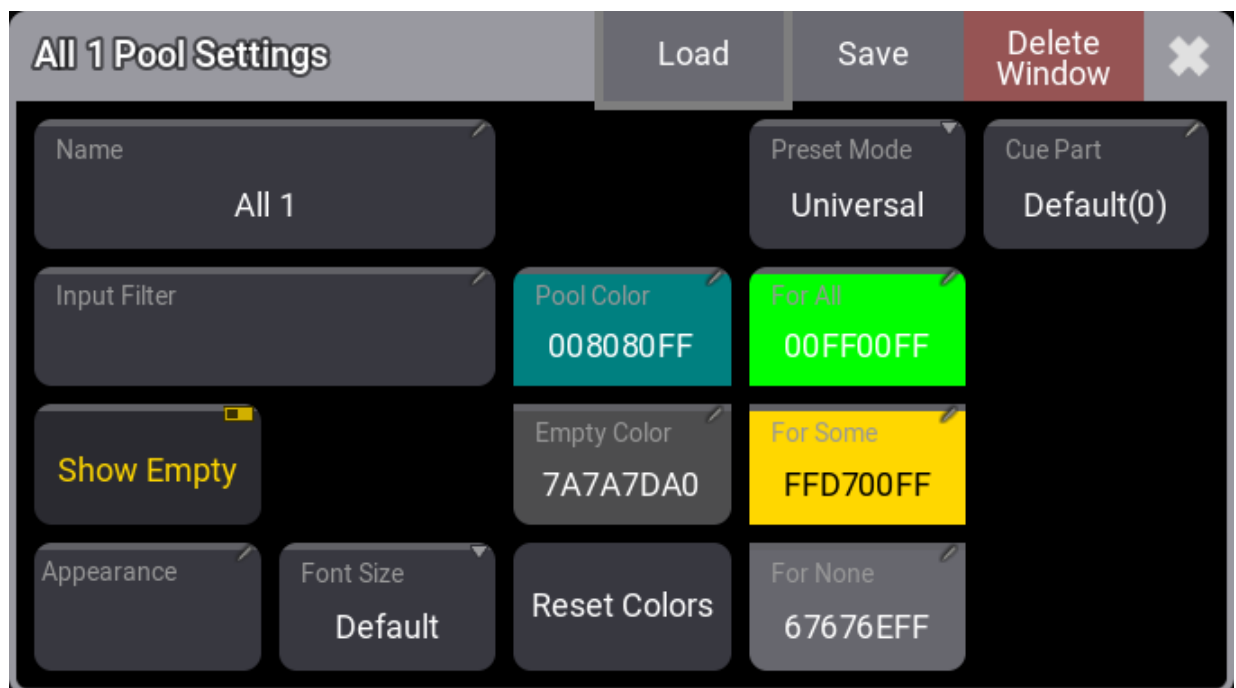 All 1 Pool Settings
Load
Save
Delete
Window
Name
All 1
Preset Mode
Universal
Cue Part
Default(0)
Input Filter
Pool Color
008080FF
For All
00FF00FF
Show Empty
Empty Color
7A7A7DA0
For Some
FFD700FF
Appearance
Font Size
Default
Reset Colors
For None
67676EFF